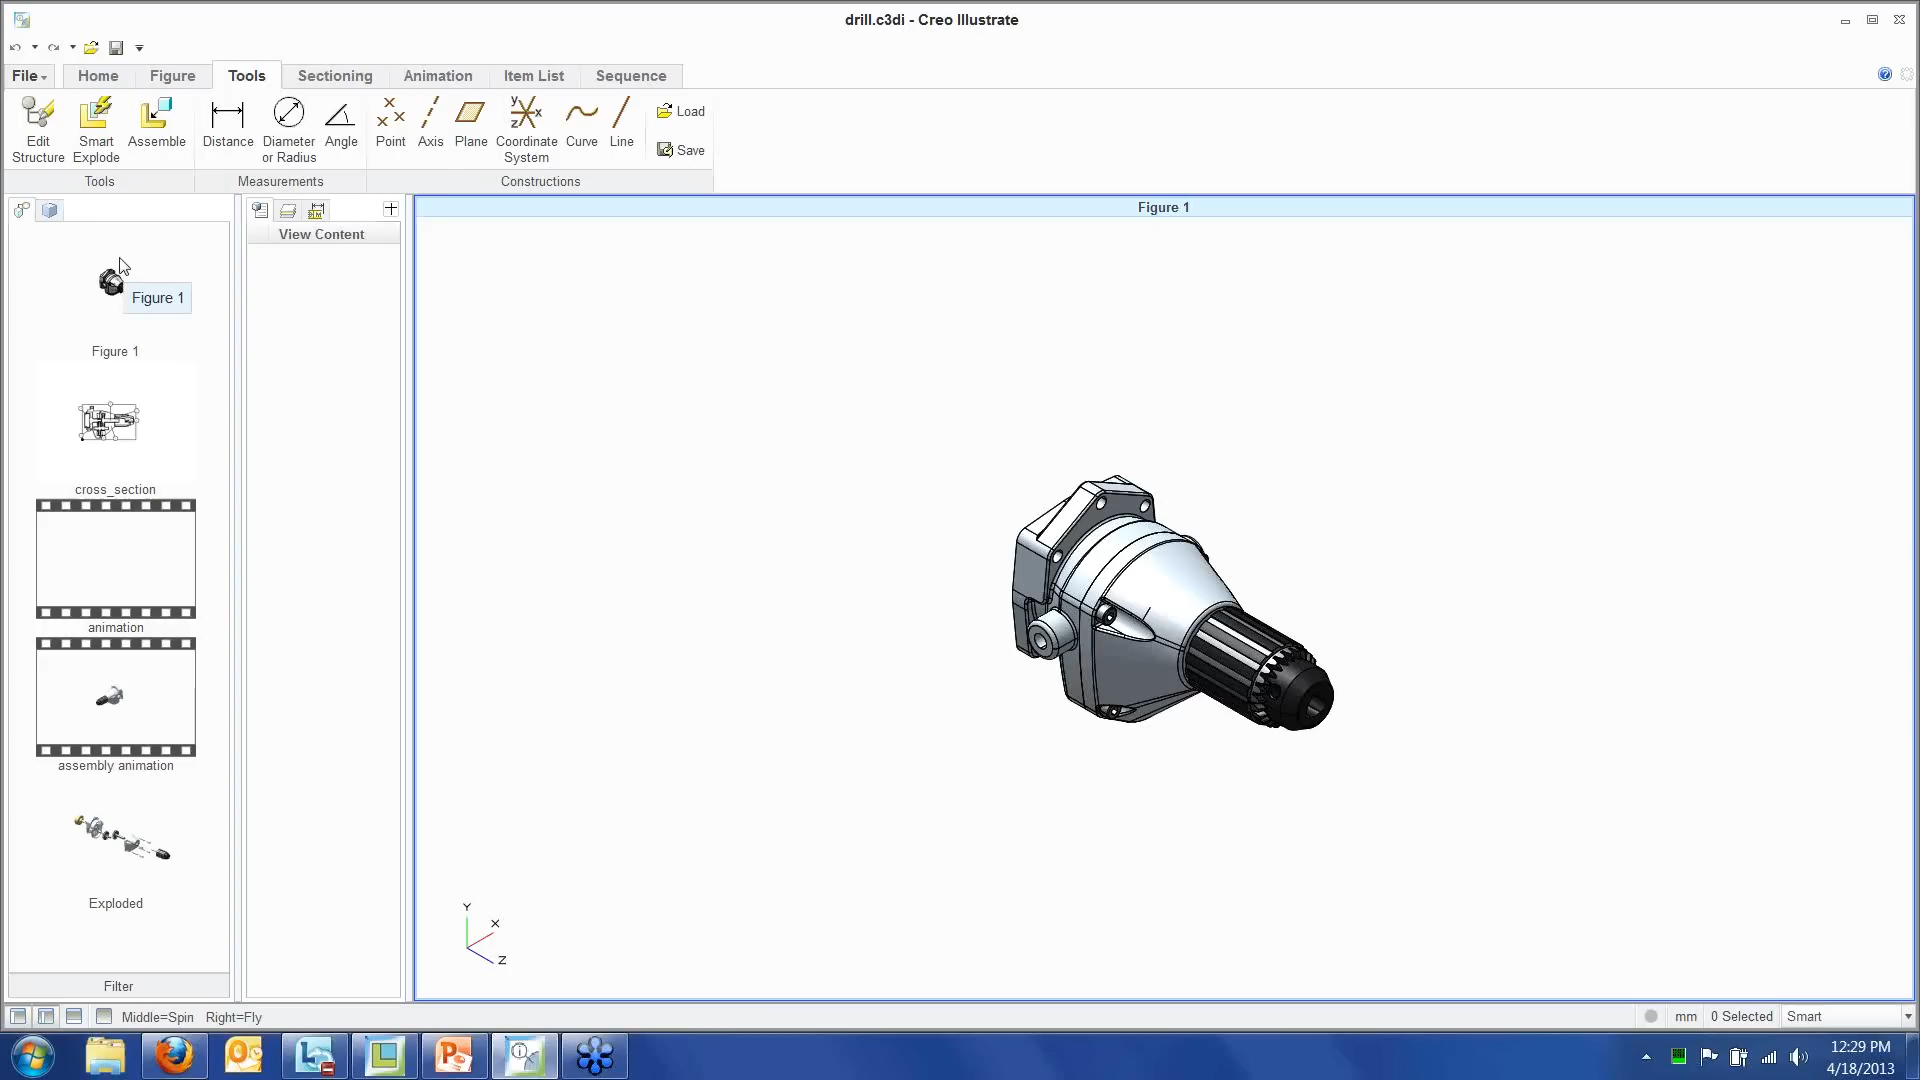 drill.c3di - Creo Illustrate
File Home Figure Tools Sectioning Animation Item List Sequence
Edit Structure
Smart Explode
Assemble
Distance
Diameter or Radius
Angle
Point
Axis
Plane
Coordinate System
Curve
Line
Load
Save
Tools Measurements Constructions
View Content
Figure 1
Figure 1
Figure 1
cross_section
animation
assembly animation
Exploded
Filter
Y
X
Z
Middle=Spin Right=Fly
mm 0 Selected Smart
12:29 PM
4/18/2013